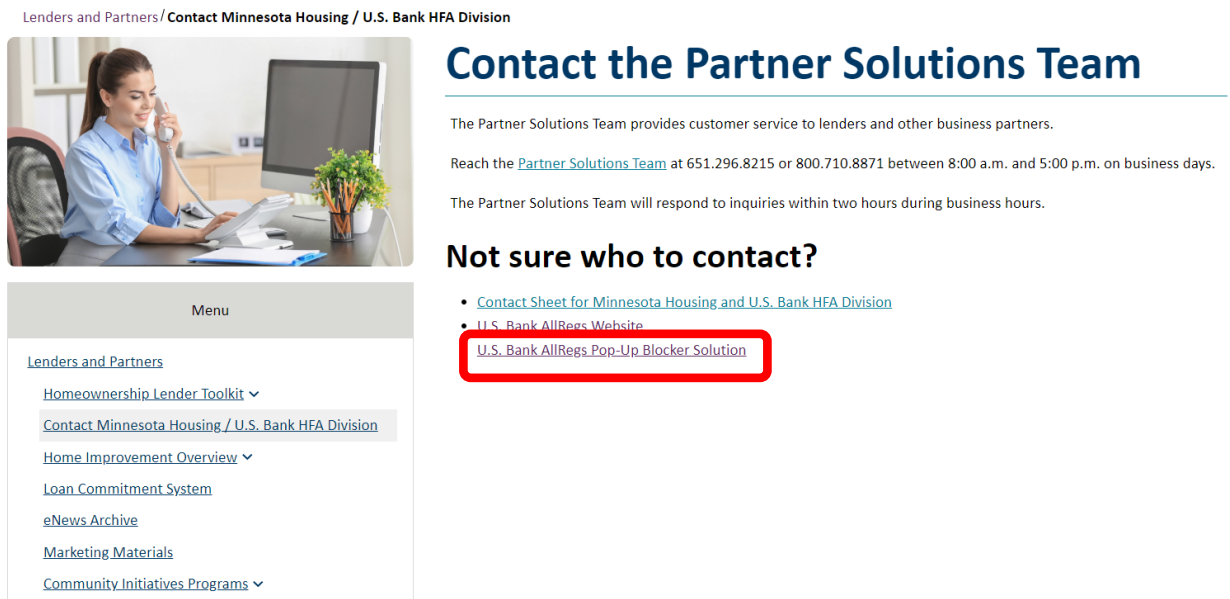 Lenders and Partners / Contact Minnesota Housing / U.S. Bank HFA Division
Contact the Partner Solutions Team
The Partner Solutions Team provides customer service to lenders and other business partners.
Reach the Partner Solutions Team at 651.296.8215 or 800.710.8871 between 8:00 a.m. and 5:00 p.m. on business days.
The Partner Solutions Team will respond to inquiries within two hours during business hours.
Not sure who to contact?
Contact Sheet for Minnesota Housing and U.S. Bank HFA Division
U.S. Bank AllRegs Website
U.S. Bank AllRegs Pop-Up Blocker Solution
Menu
Lenders and Partners
Homeownership Lender Toolkit
Contact Minnesota Housing / U.S. Bank HFA Division
Home Improvement Overview
Loan Commitment System
eNews Archive
Marketing Materials
Community Initiatives Programs